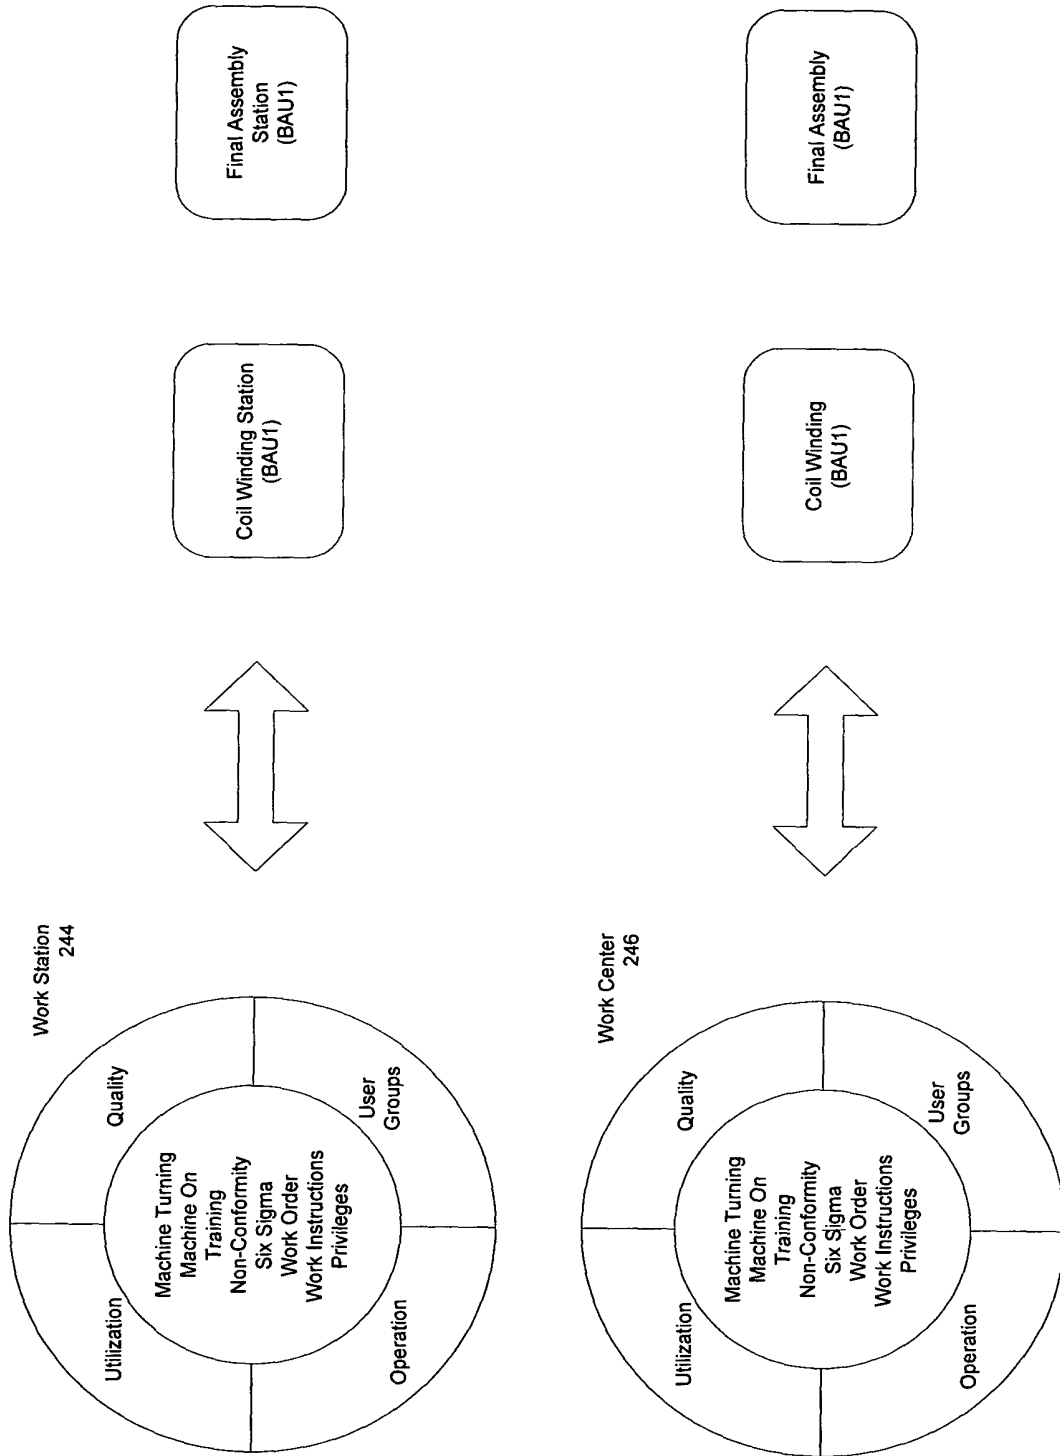 Work Station
244
Utilization
Quality
Machine Turning
Machine On
Training
Non-Conformity
Six Sigma
Work Order
Work Instructions
Privileges
Operation
User
Groups
Coil Winding Station
(BAU1)
Final Assembly
Station
(BAU1)
Work Center
246
Utilization
Quality
Machine Turning
Machine On
Training
Non-Conformity
Six Sigma
Work Order
Work Instructions
Privileges
Operation
User
Groups
Coil Winding
(BAU1)
Final Assembly
(BAU1)